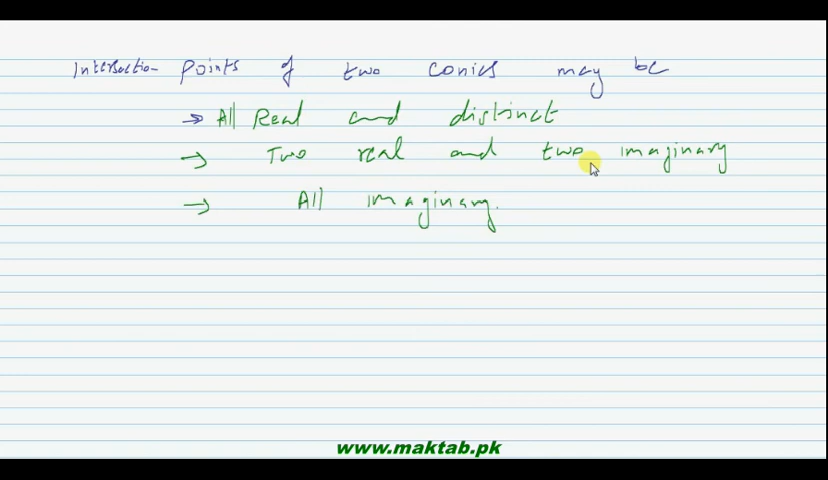 Intersection Points of two conics may be
→ All Real and distinct
→ Two real and two imaginary
→ All imaginary.
www.maktab.pk